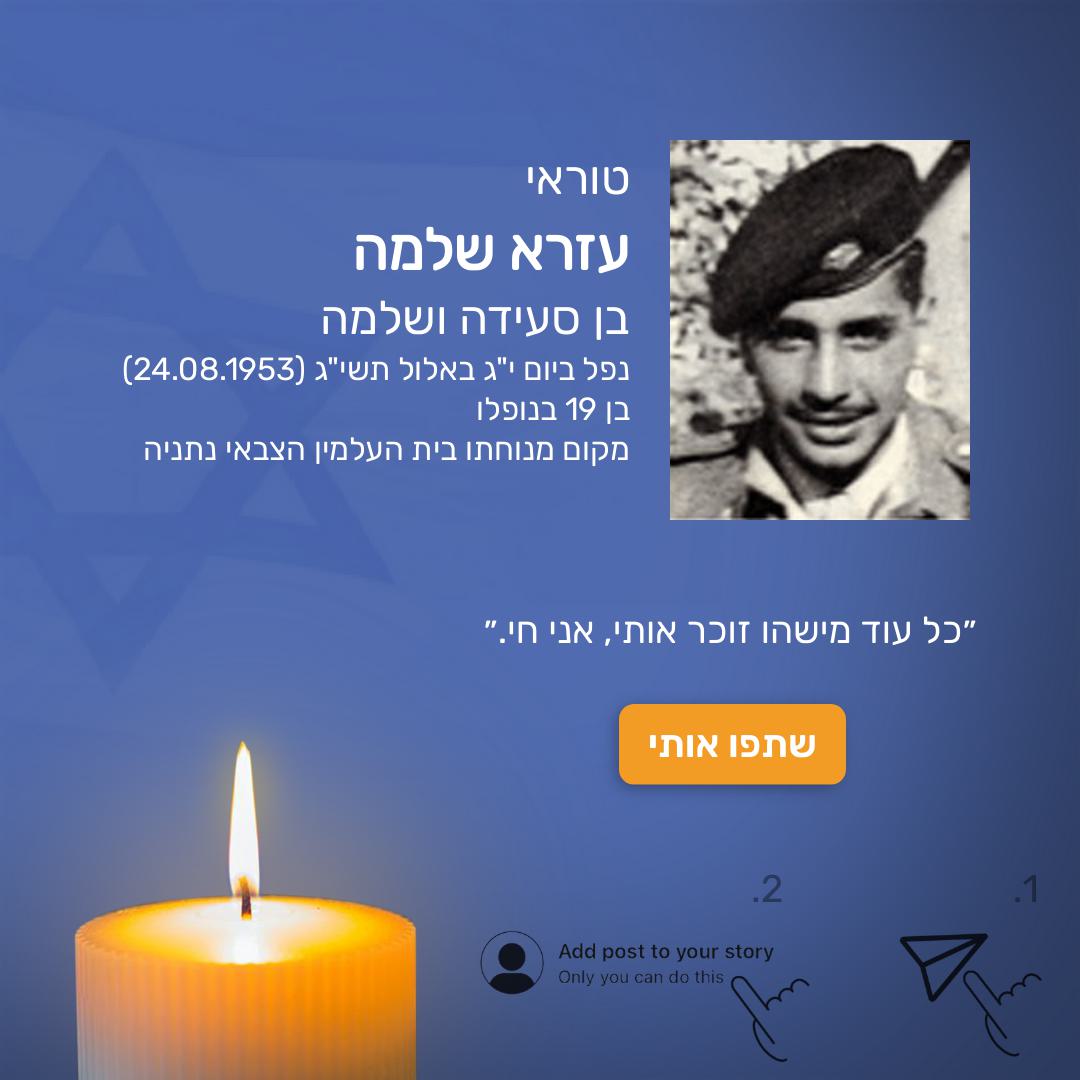 טוראי
עזרא שלמה
בן סעידה ושלמה
נפל ביום י"ג באלול תשי"ג (24.08.1953)
בן 19 בנופלו
מקום מנוחתו בית העלמין הצבאי נתניה
״כל עוד מישהו זוכר אותי, אני חי.״
שתפו אותי
1.
2.
Add post to your story
Only you can do this